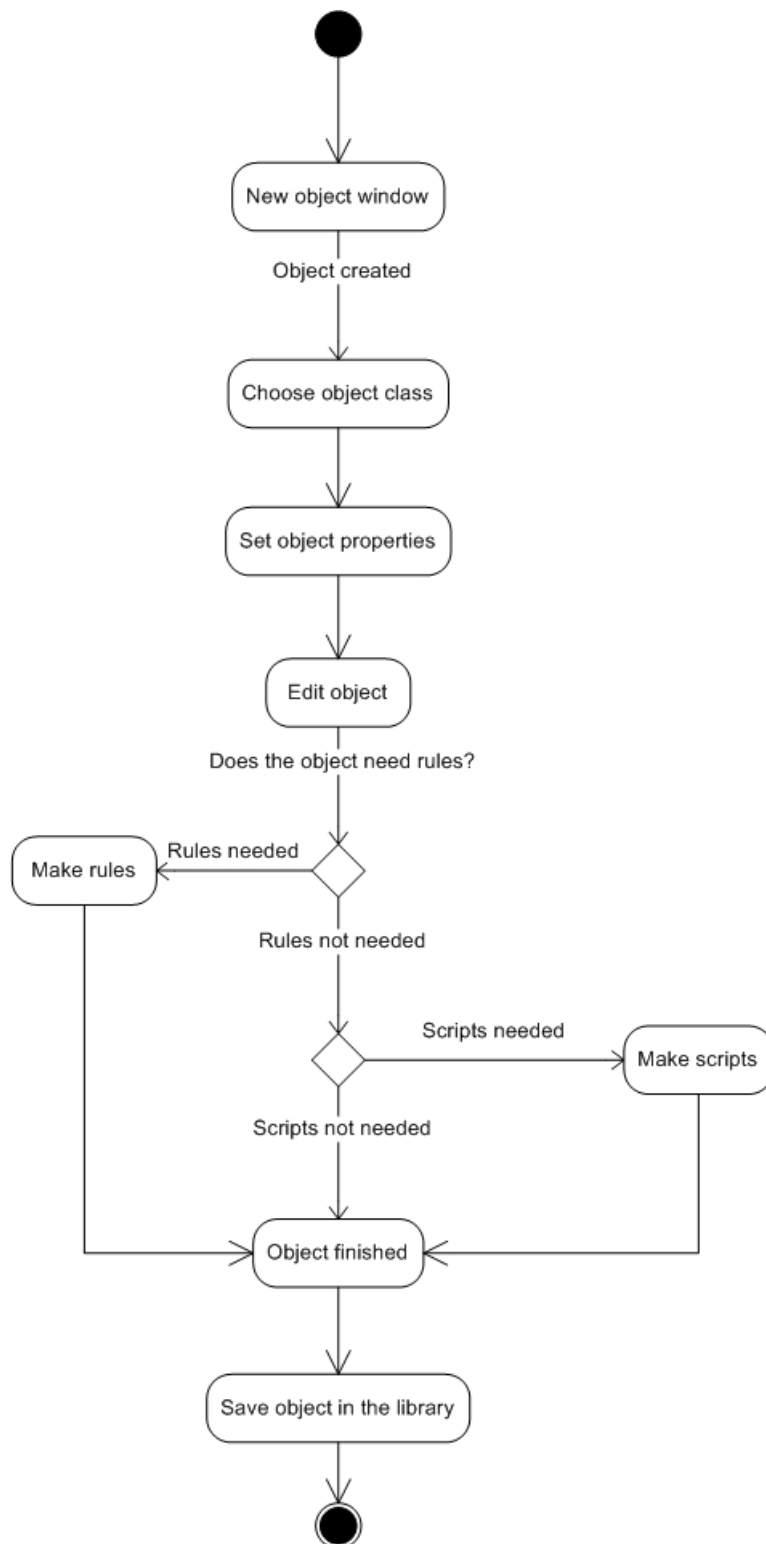 New object window
Object created
Choose object class
Set object properties
Edit object
Does the object need rules?
Rules needed
Make rules
Rules not needed
Scripts needed
Make scripts
Scripts not needed
Object finished
Save object in the library